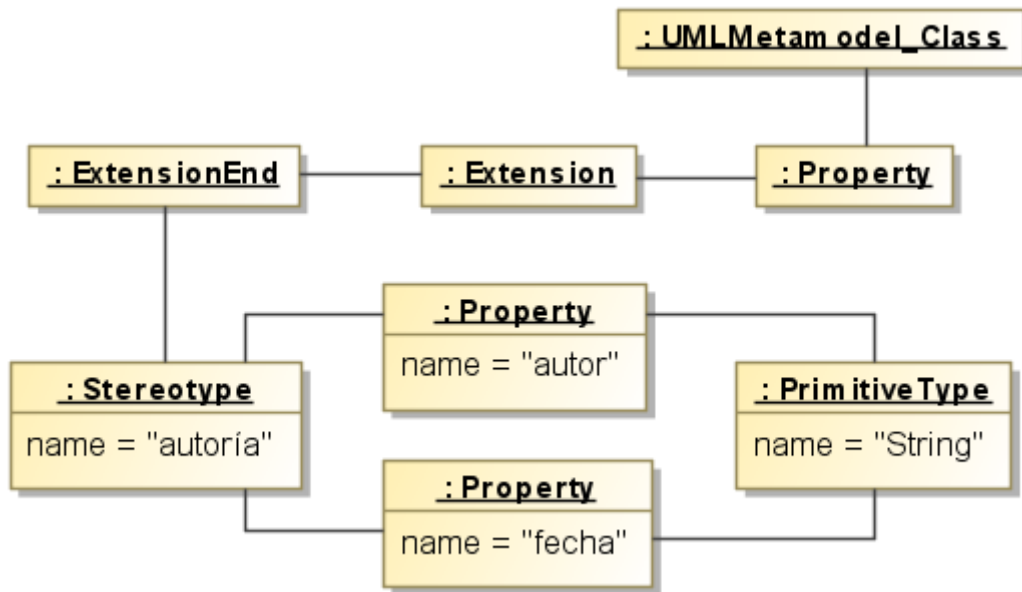 : UMLMetamodel_Class
: ExtensionEnd
: Extension
: Property
: Property
name = "autor"
: Stereotype
name = "autoría"
: PrimitiveType
name = "String"
: Property
name = "fecha"